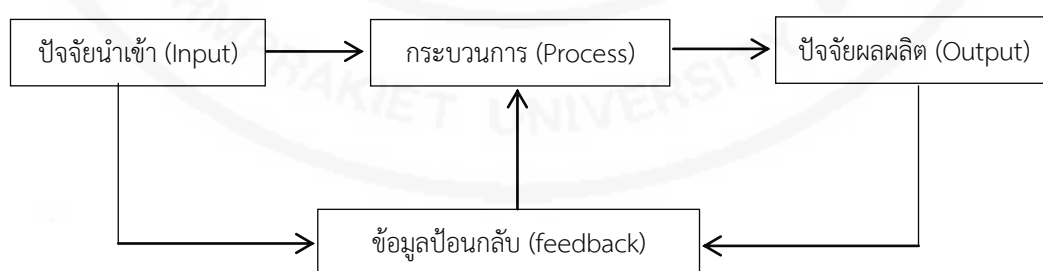 ปัจจัยนำเข้า (Input)
กระบวนการ (Process)
ปัจจัยผลผลิต (Output)
RAKIET UNIVERSITY
ข้อมูลป้อนกลับ (feedback)